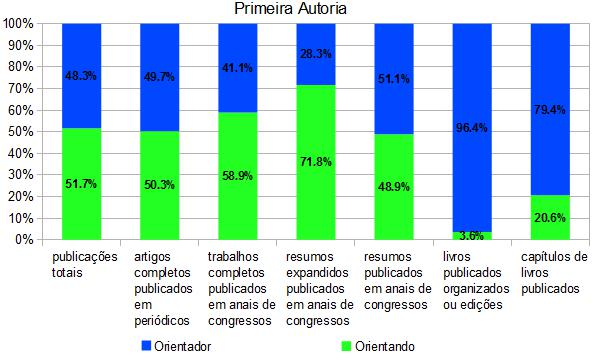 Primeira Autoria
100%
90%
80%
70%
60%
50%
40%
30%
20%
10%
0%
48.3%
49.7%
41.1%
28.3%
51.1%
96.4%
79.4%
51.7%
50.3%
58.9%
71.8%
48.9%
3.6%
20.6%
publicações
totais
artigos
completos
publicados
em
periódicos
trabalhos
completos
publicados
em anais de
congressos
resumos
expandidos
publicados
em anais de
congressos
resumos
publicados
em anais de
congressos
livros
publicados
organizados
ou edições
capítulos de
livros
publicados
Orientador
Orientando